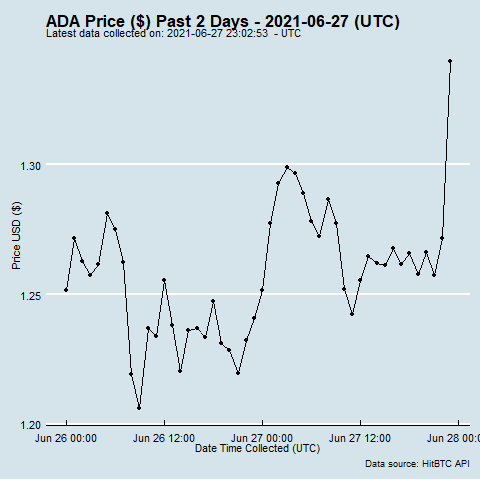 ADA Price ($) Past 2 Days - 2021-06-27 (UTC)
Latest data collected on: 2021-06-27 23:02:53 - UTC
1.30
1.25
1.20
Price USD ($)
Jun 26 00:00 Jun 26 12:00 Jun 27 00:00 Jun 27 12:00 Jun 28 00:00
Date Time Collected (UTC)
Data source: HitBTC API